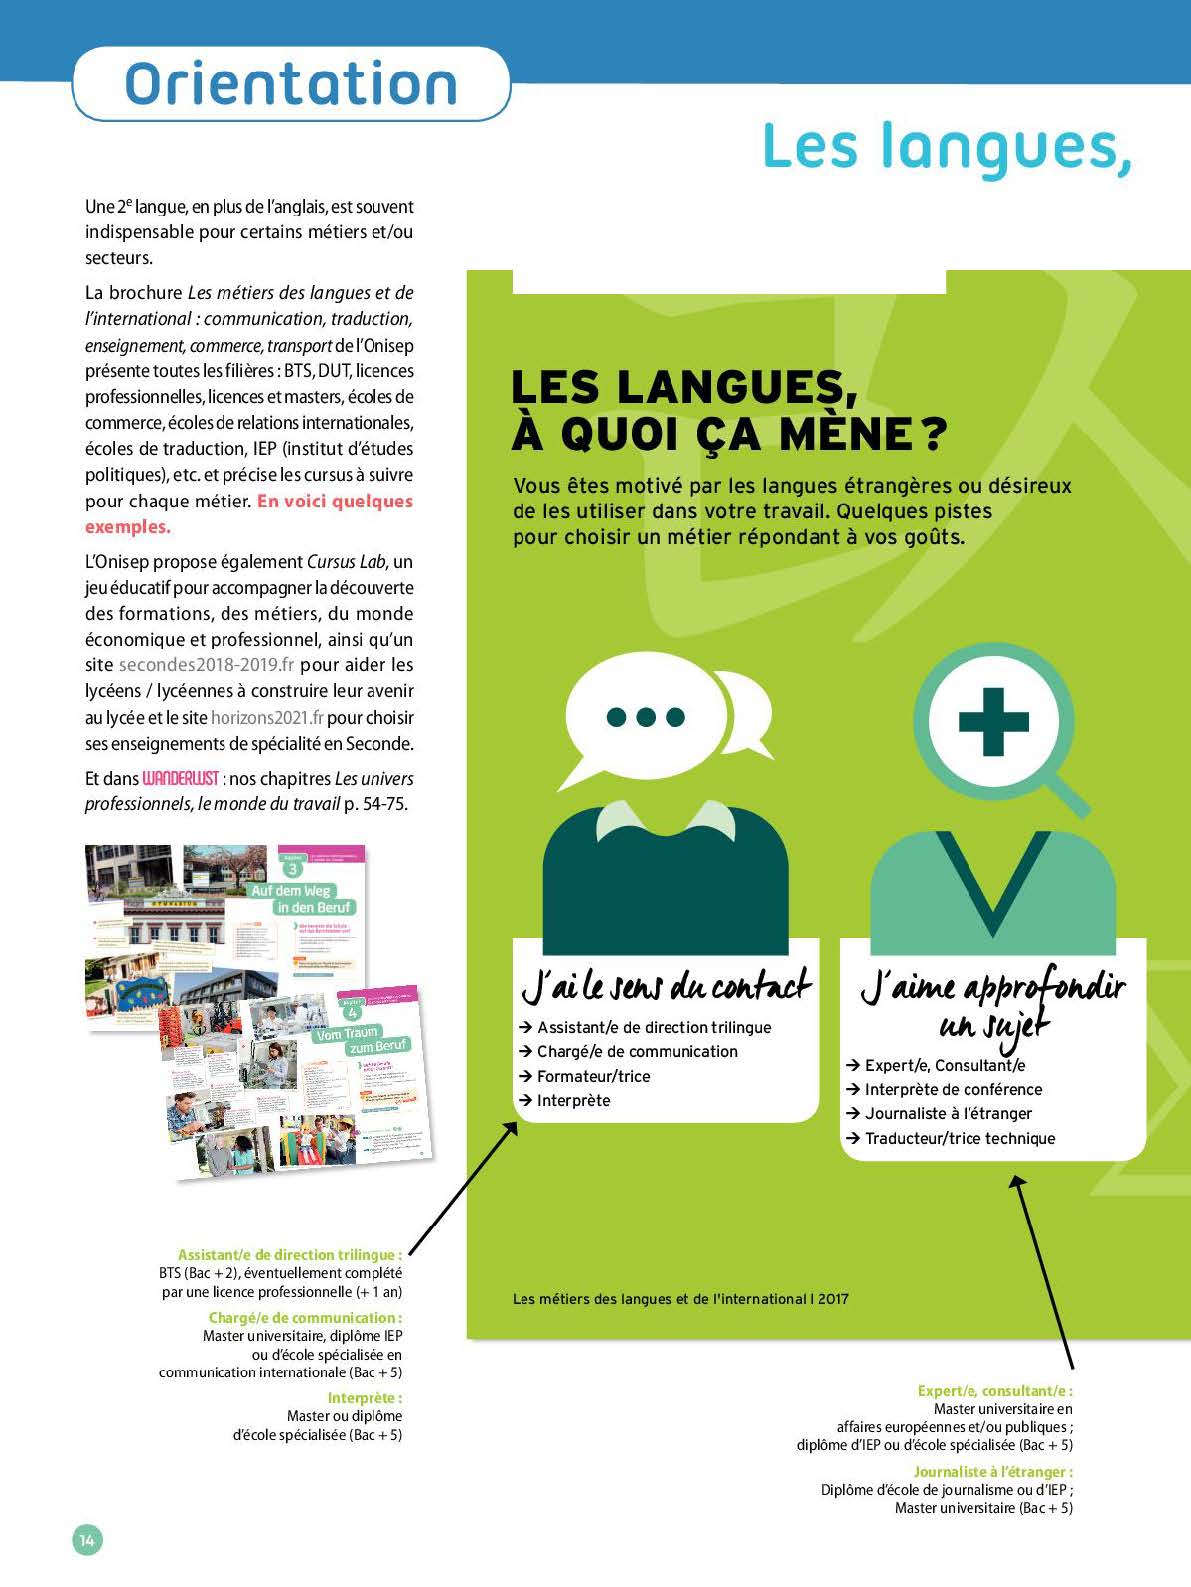 Orientation
Les langues,
Une 2e langue, en plus de l'anglais, est souvent
indispensable pour certains métiers et/ou
secteurs.
La brochure Les métiers des langues et de
l'international : communication, traduction,
enseignement, commerce, transport de l'Onisep
présente toutes les filières : BTS, DUT, licences
professionnelles, licences et masters, écoles de
commerce, écoles de relations internationales,
écoles de traduction, IEP (institut d'études
politiques), etc. et précise les cursus à suivre
pour chaque métier. En voici quelques
exemples.
L'Onisep propose également Cursus Lab, un
jeu éducatif pour accompagner la découverte
des formations, des métiers, du monde
économique et professionnel, ainsi qu'un
site secondes2018-2019.fr pour aider les
lycéens / lycéennes à construire leur avenir
au lycée et le site horizons2021.fr pour choisir
ses enseignements de spécialité en Seconde.
Et dans WANDERLUST : nos chapitres Les univers
professionnels, le monde du travail p. 54-75.
3
Auf dem Weg
in den Beruf
GYMNASIUM
4
Vom Traum
zum Beruf
LES LANGUES,
À QUOI ÇA MÈNE ?
Vous êtes motivé par les langues étrangères ou désireux
de les utiliser dans votre travail. Quelques pistes
pour choisir un métier répondant à vos goûts.
J'ai le sens du contact
→ Assistant/e de direction trilingue
→ Chargé/e de communication
→ Formateur/trice
→ Interprète
J'aime approfondir
un sujet
→ Expert/e, Consultant/e
→ Interprète de conférence
→ Journaliste à l'étranger
→ Traducteur/trice technique
Les métiers des langues et de l'international I 2017
Assistant/e de direction trilingue :
BTS (Bac + 2), éventuellement complété
par une licence professionnelle (+ 1 an)
Chargé/e de communication :
Master universitaire, diplôme IEP
ou d'école spécialisée en
communication internationale (Bac + 5)
Interprète :
Master ou diplôme
d'école spécialisée (Bac + 5)
Expert/e, consultant/e :
Master universitaire en
affaires européennes et/ou publiques ;
diplôme d'IEP ou d'école spécialisée (Bac + 5)
Journaliste à l'étranger :
Diplôme d'école de journalisme ou d'IEP ;
Master universitaire (Bac + 5)
14